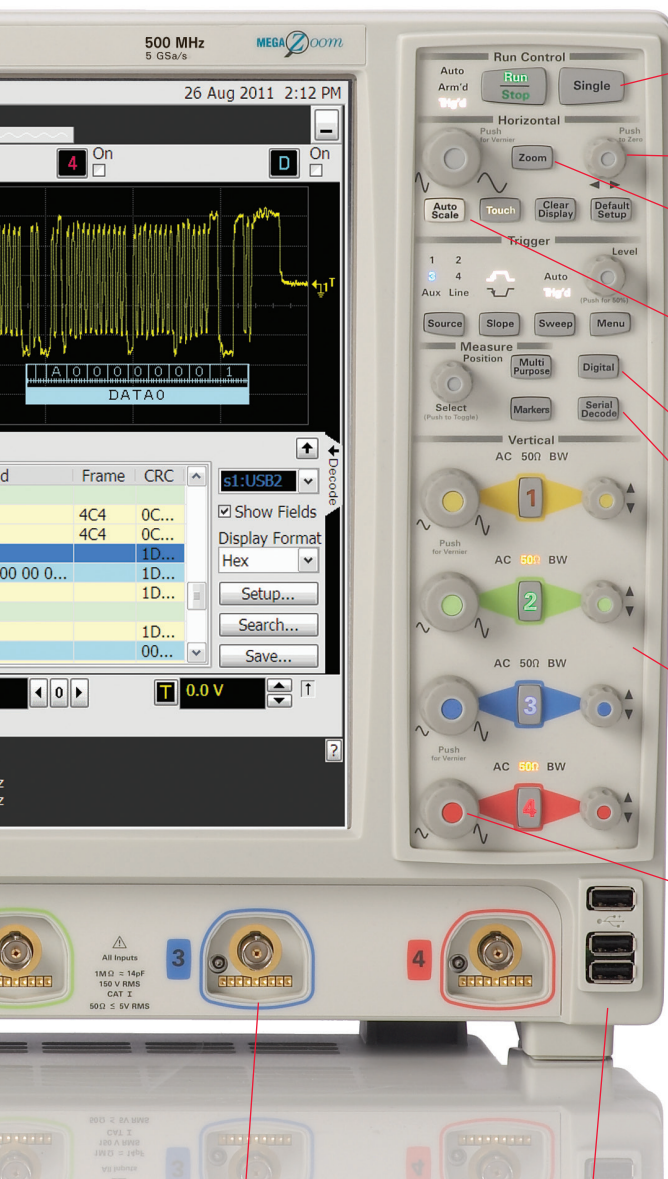 500 MHz
5 GSa/s
MEGA Zoom
26 Aug 2011 2:12 PM
4 On
D On
T
A 0 0 0 0 0 0 0 1
DATA0
d Frame CRC
4C4 0C...
4C4 0C...
1D...
00 00 0... 1D...
1D...
1D...
00...
Decode
s1:USB2
Show Fields
Display Format
Hex
Setup...
Search...
Save...
0
T 0.0 V
?
z
z
Run Control
Auto
Arm'd
Trig'd
Run
Stop
Single
Horizontal
Push
for Vernier
Zoom
Push
to Zero
Auto
Scale
Touch
Clear
Display
Default
Setup
Trigger
Level
1 2
3 4
Aux Line
Auto
Trig'd
(Push for 50%)
Source
Slope
Sweep
Menu
Measure
Position
Multi
Purpose
Digital
Select
(Push to Toggle)
Markers
Serial
Decode
Vertical
AC 50Ω BW
1
Push
for Vernier
AC 50Ω BW
2
AC 50Ω BW
3
Push
for Vernier
AC 50Ω BW
4
All Inputs
1MΩ ≈ 14pF
150 V RMS
CAT I
50Ω ≤ 5V RMS
3
4